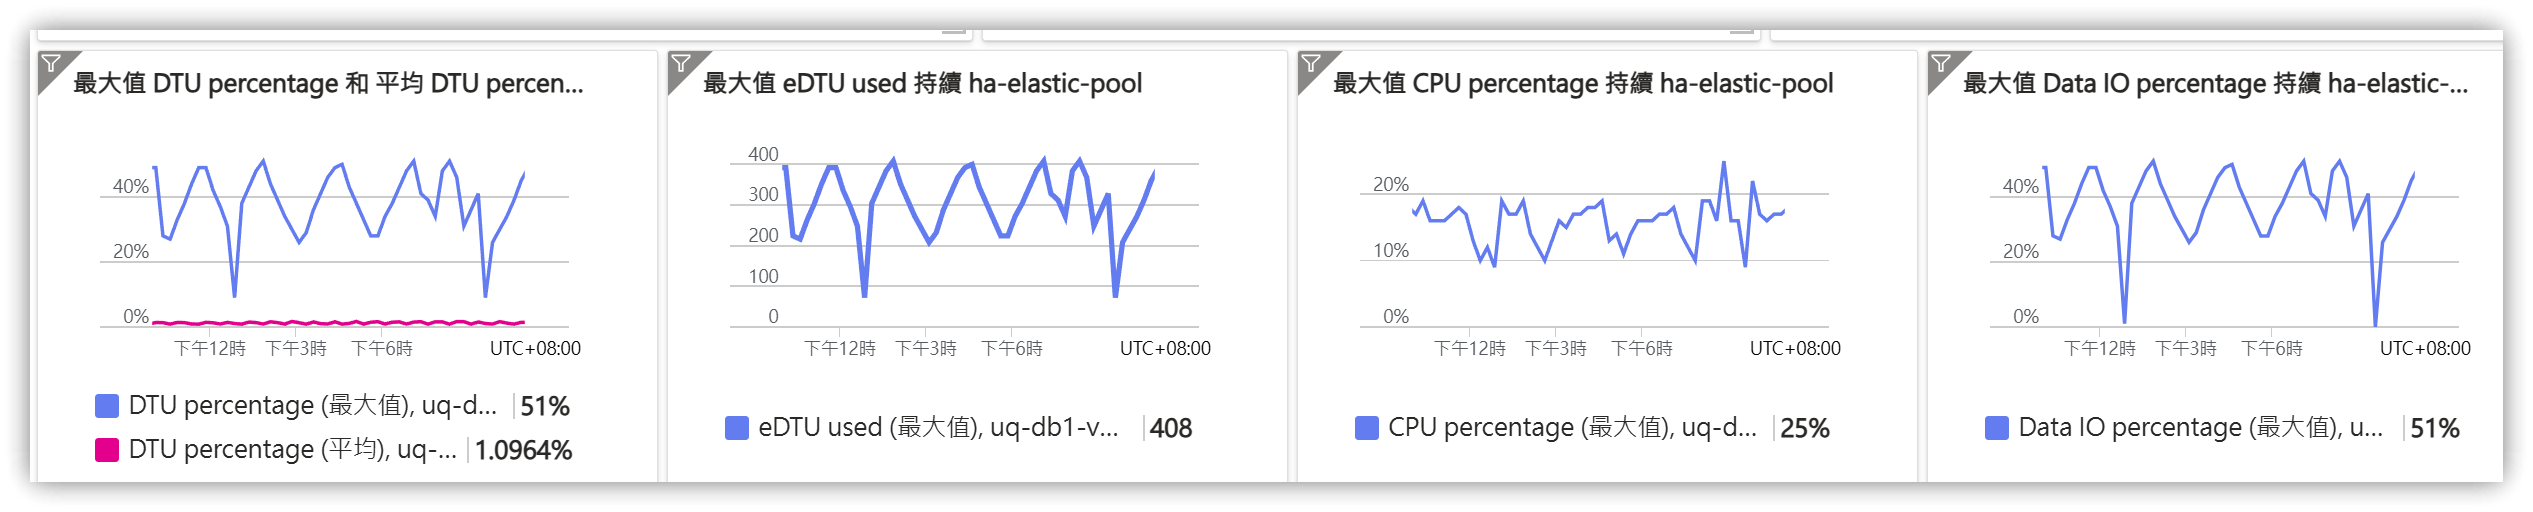 最大值 DTU percentage 和 平均 DTU percen...
40%
20%
0%
下午12時 下午3時 下午6時 UTC+08:00
DTU percentage (最大值), uq-d... 51%
DTU percentage (平均), uq-... 1.0964%
最大值 eDTU used 持續 ha-elastic-pool
400
300
200
100
0
下午12時 下午3時 下午6時 UTC+08:00
eDTU used (最大值), uq-db1-v... 408
最大值 CPU percentage 持續 ha-elastic-pool
20%
10%
0%
下午12時 下午3時 下午6時 UTC+08:00
CPU percentage (最大值), uq-d... 25%
最大值 Data IO percentage 持續 ha-elastic-...
40%
20%
0%
下午12時 下午3時 下午6時 UTC+08:00
Data IO percentage (最大值), u... 51%